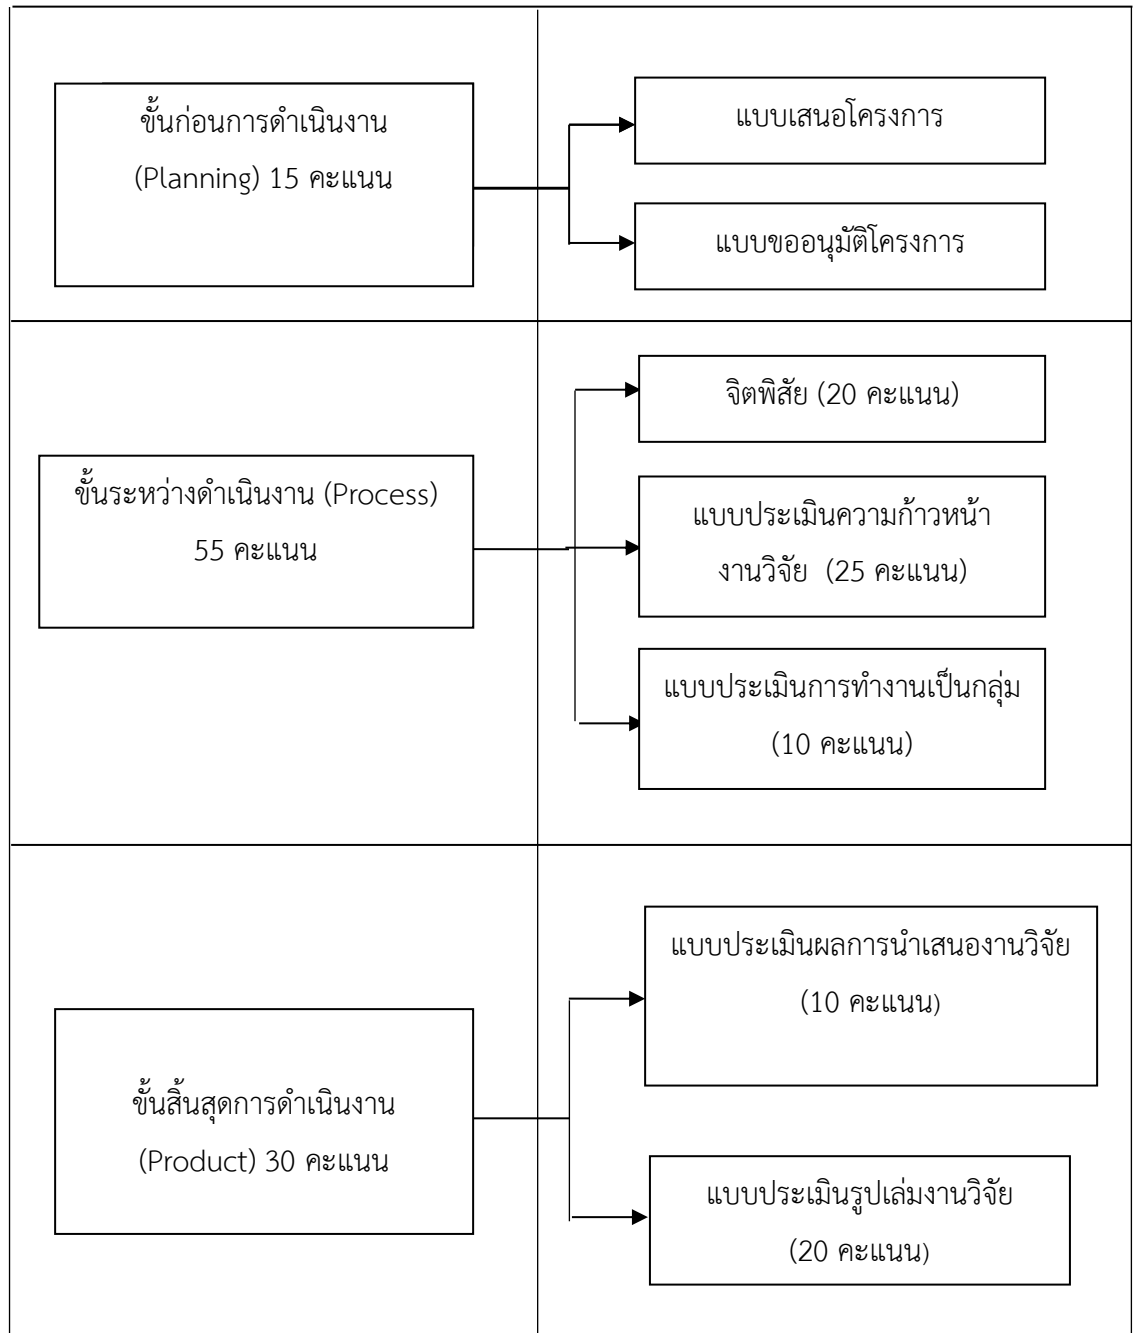 ขั้นก่อนการดำเนินงาน
(Planning) 15 คะแนน
แบบเสนอโครงการ
แบบขออนุมัติโครงการ
ขั้นระหว่างดำเนินงาน (Process)
55 คะแนน
จิตพิสัย (20 คะแนน)
แบบประเมินความก้าวหน้า
งานวิจัย (25 คะแนน)
แบบประเมินการทำงานเป็นกลุ่ม
(10 คะแนน)
ขั้นสิ้นสุดการดำเนินงาน
(Product) 30 คะแนน
แบบประเมินผลการนำเสนองานวิจัย
(10 คะแนน)
แบบประเมินรูปเล่มงานวิจัย
(20 คะแนน)